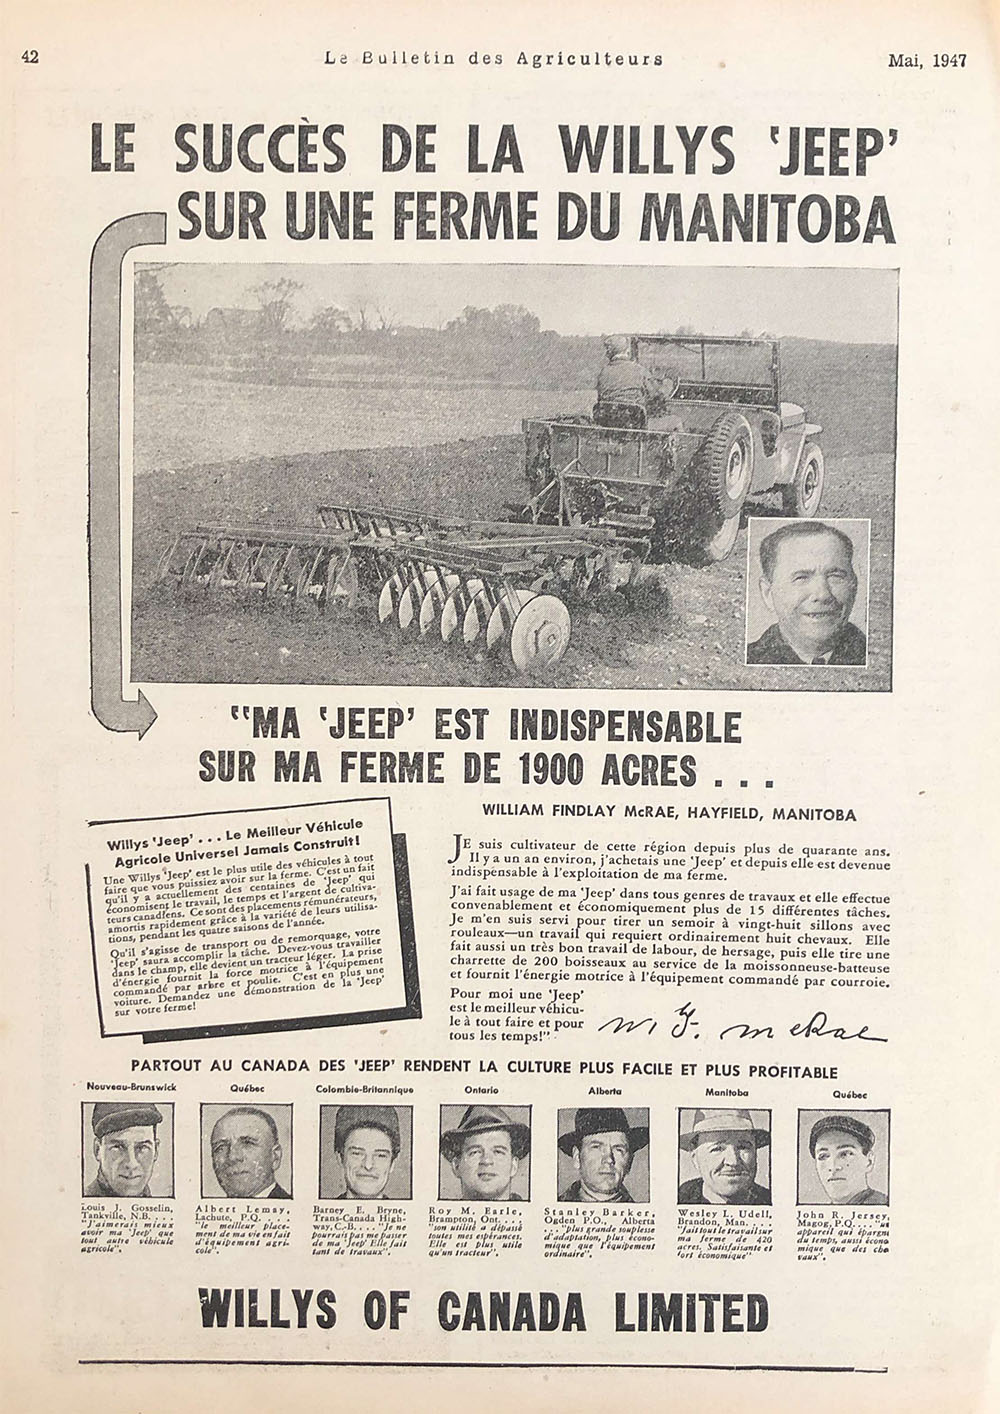 42
Le Bulletin des Agriculteurs
Mai, 1947
LE SUCCÈS DE LA WILLYS 'JEEP'
SUR UNE FERME DU MANITOBA
"MA 'JEEP' EST INDISPENSABLE
SUR MA FERME DE 1900 ACRES . . .
Willys 'Jeep' . . . Le Meilleur Véhicule
Agricole Universel Jamais Construit!
Une Willys 'Jeep' est le plus utile des véhicules à tout
faire que vous puissiez avoir sur la ferme. C'est un fait
qu'il y a actuellement des centaines de 'Jeep' qui
économisent le travail, le temps et l'argent de cultiva-
teurs canadiens. Ce sont des placements rémunérateurs,
amortis rapidement grâce à la variété de leurs utilisa-
tions, pendant les quatre saisons de l'année.
Qu'il s'agisse de transport ou de remorquage, votre
'Jeep' saura accomplir la tâche. Devez-vous travailler
dans le champ, elle devient un tracteur léger. La prise
d'énergie fournit la force motrice à l'équipement
commandé par arbre et poulie. C'est en plus une
voiture. Demandez une démonstration de la 'Jeep'
sur votre ferme!
WILLIAM FINDLAY McRAE, HAYFIELD, MANITOBA
JE suis cultivateur de cette région depuis plus de quarante ans.
Il y a un an environ, j'achetais une 'Jeep' et depuis elle est devenue
indispensable à l'exploitation de ma ferme.
J'ai fait usage de ma 'Jeep' dans tous genres de travaux et elle effectue
convenablement et économiquement plus de 15 différentes tâches.
Je m'en suis servi pour tirer un semoir à vingt-huit sillons avec
rouleaux—un travail qui requiert ordinairement huit chevaux. Elle
fait aussi un très bon travail de labour, de hersage, puis elle tire une
charrette de 200 boisseaux au service de la moissonneuse-batteuse
et fournit l'énergie motrice à l'équipement commandé par courroie.
Pour moi une 'Jeep'
est le meilleur véhicu-
le à tout faire et pour
tous les temps!"
W. F. McRae
PARTOUT AU CANADA DES 'JEEP' RENDENT LA CULTURE PLUS FACILE ET PLUS PROFITABLE
Nouveau-Brunswick
Louis J. Gosselin,
Tankville, N.B. . . .
"J'aimerais mieux
avoir ma 'Jeep' que
tout autre véhicule
agricole".
Québec
Albert Lemay,
Lachute, P.Q. . . .
"le meilleur place-
ment de ma vie en fait
d'équipement agri-
cole".
Colombie-Britannique
Barney E. Bryne,
Trans-Canada High-
way, C.-B. . . . "Je ne
pourrais pas me passer
de ma 'Jeep' Elle fait
tant de travaux".
Ontario
Roy M. Earle,
Brampton, Ont. . . .
"son utilité a dépassé
toutes mes espérances.
Elle est plus utile
qu'un tracteur".
Alberta
Stanley Barker,
Ogden P.O., Alberta
. . . "plus grande souplesse
d'adaptation, plus écono-
mique que l'équipement
ordinaire".
Manitoba
Wesley L. Udell,
Brandon, Man. . . .
"fait tout le travail sur
ma ferme de 420
acres. Satisfaisante et
fort économique"
Québec
John R. Jersey,
Magog, P.Q. . . . "un
appareil qui épargne
du temps, aussi écono
mique que des che
vaux".
WILLYS OF CANADA LIMITED